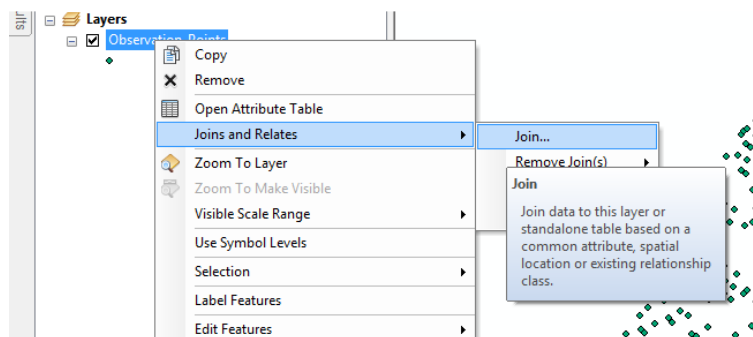 Layers
Observation_Points
Copy
Remove
Open Attribute Table
Joins and Relates
Join...
Zoom To Layer
Remove Join(s)
Zoom To Make Visible
Join
Visible Scale Range
Join data to this layer or
standalone table based on a
common attribute, spatial
location or existing relationship
class.
Use Symbol Levels
Selection
Label Features
Edit Features